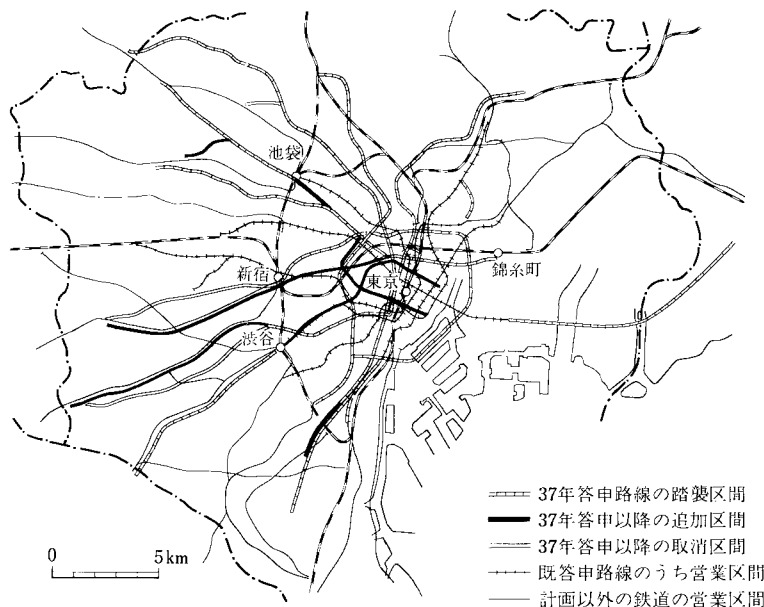 池袋
新宿
東京
錦糸町
渋谷
37年答申路線の踏襲区間
37年答申以降の追加区間
37年答申以降の取消区間
既答申路線のうち営業区間
計画以外の鉄道の営業区間
0 5km